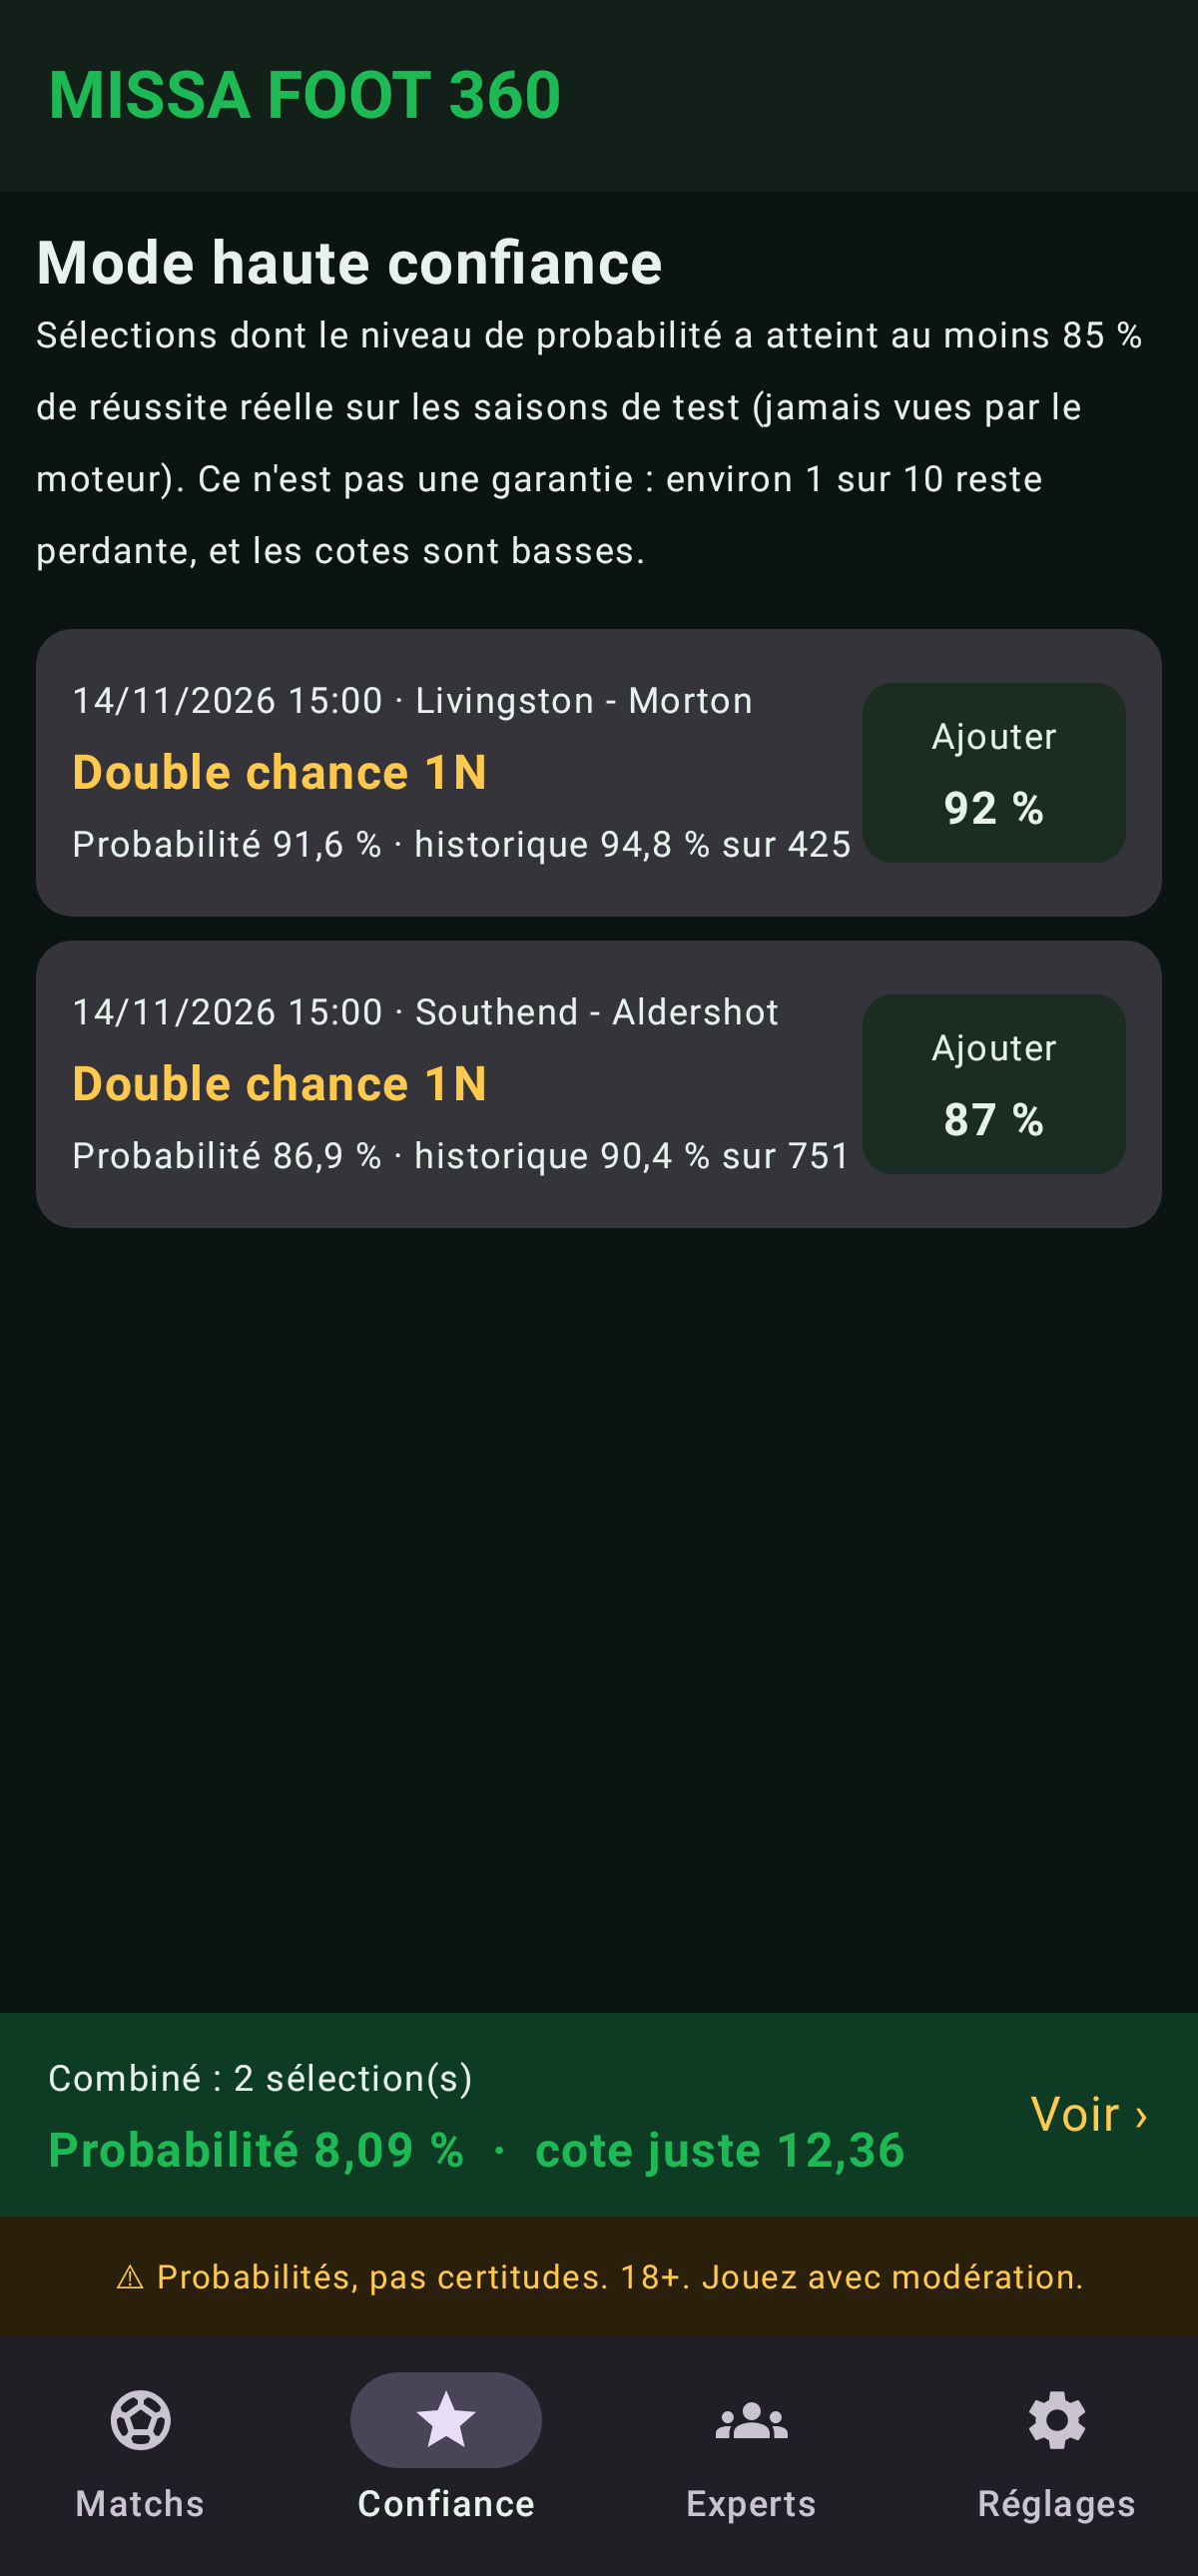 MISSA FOOT 360
Mode haute confiance
Sélections dont le niveau de probabilité a atteint au moins 85 %
de réussite réelle sur les saisons de test (jamais vues par le
moteur). Ce n'est pas une garantie : environ 1 sur 10 reste
perdante, et les cotes sont basses.
14/11/2026 15:00 · Livingston - Morton
Double chance 1N
Probabilité 91,6 % · historique 94,8 % sur 425
Ajouter
92 %
14/11/2026 15:00 · Southend - Aldershot
Double chance 1N
Probabilité 86,9 % · historique 90,4 % sur 751
Ajouter
87 %
Combiné : 2 sélection(s)
Probabilité 8,09 % · cote juste 12,36
Voir ›
⚠ Probabilités, pas certitudes. 18+. Jouez avec modération.
Matchs
Confiance
Experts
Réglages